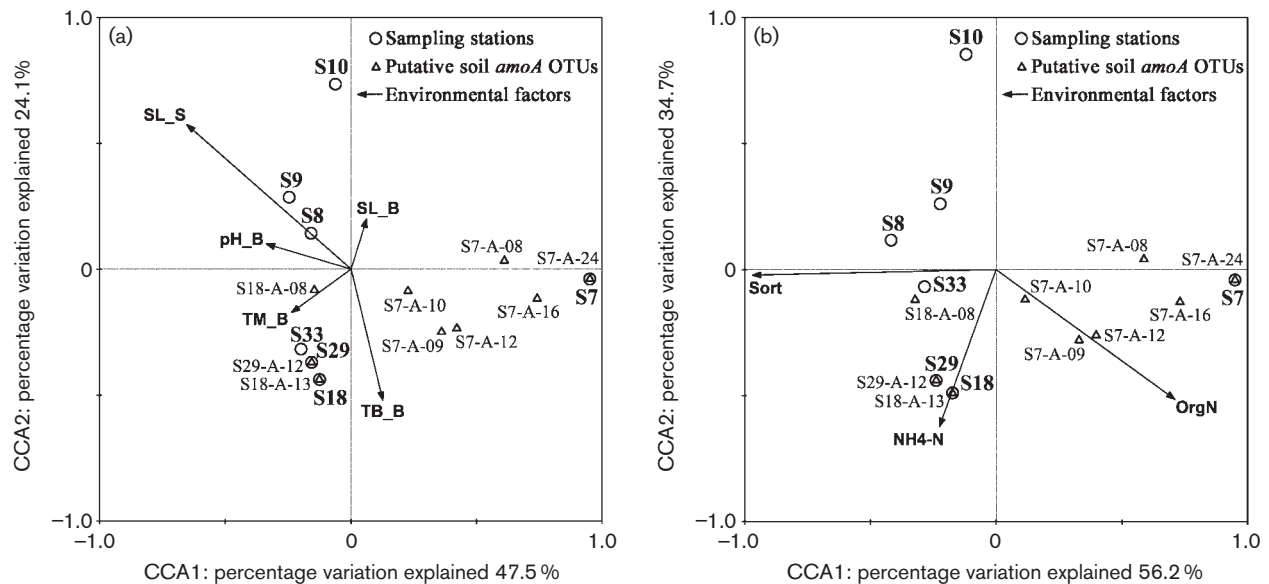 (a)
Sampling stations
Putative soil amoA OTUs
Environmental factors
1.0
0
−1.0
−1.0
0
1.0
CCA2: percentage variation explained 24.1%
CCA1: percentage variation explained 47.5%
S10
SL_S
S9
S8
SL_B
pH_B
S7-A-08
S7-A-24
S7
S18-A-08
S7-A-10
S7-A-16
TM_B
S33
S7-A-09
S7-A-12
S29
S29-A-12
S18-A-13
S18
TB_B
(b)
Sampling stations
Putative soil amoA OTUs
Environmental factors
1.0
0
−1.0
−1.0
0
1.0
CCA2: percentage variation explained 34.7%
CCA1: percentage variation explained 56.2%
S10
S9
S8
S7-A-08
S7-A-24
Sort
S33
S7-A-10
S7
S18-A-08
S7-A-16
S7-A-12
S7-A-09
S29
S29-A-12
S18
S18-A-13
OrgN
NH4-N